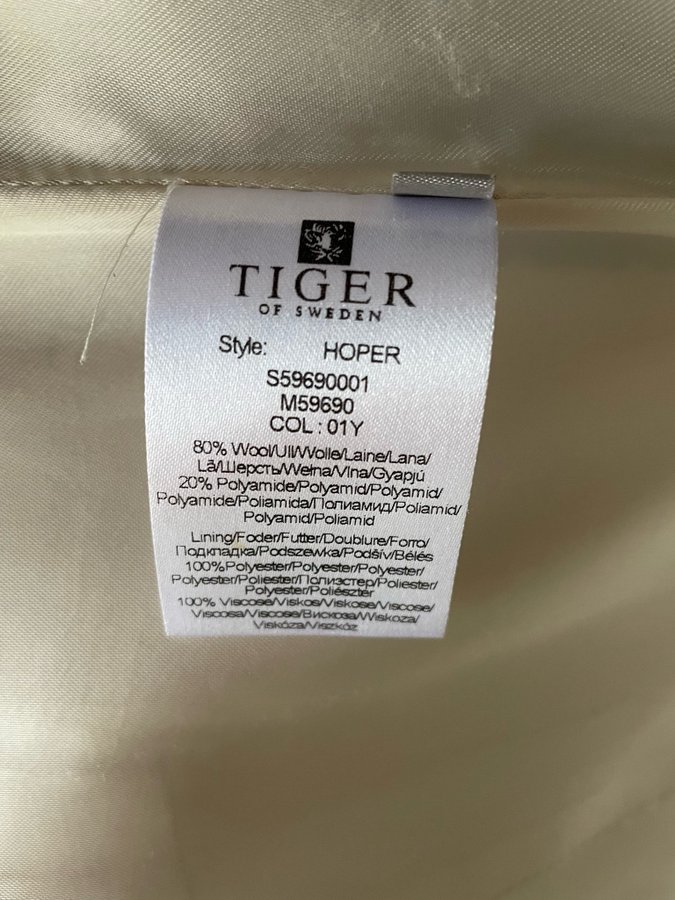 TIGER
OF SWEDEN
Style: HOPER
S59690001
M59690
COL : 01Y
80% Wool/Ull/Wolle/Laine/Lana/
Lã/Шерсть/Wełna/Vlna/Gyapjú
20% Polyamide/Polyamid/Polyamid/
Polyamide/Poliamida/Полиамид/Poliamid/
Polyamid/Poliamid
Lining/Foder/Futter/Doublure/Forro/
Подкладка/Podszewka/Podšív/Bélés
100%Polyester/Polyester/Polyester/
Polyester/Poliester/Полиэстер/Poliester/
Polyester/Poliészter
100% Viscose/Viskos/Viskose/Viscose/
Viscosa/Viscose/Вискоза/Wiskoza/
Viskóza/Viszkóz